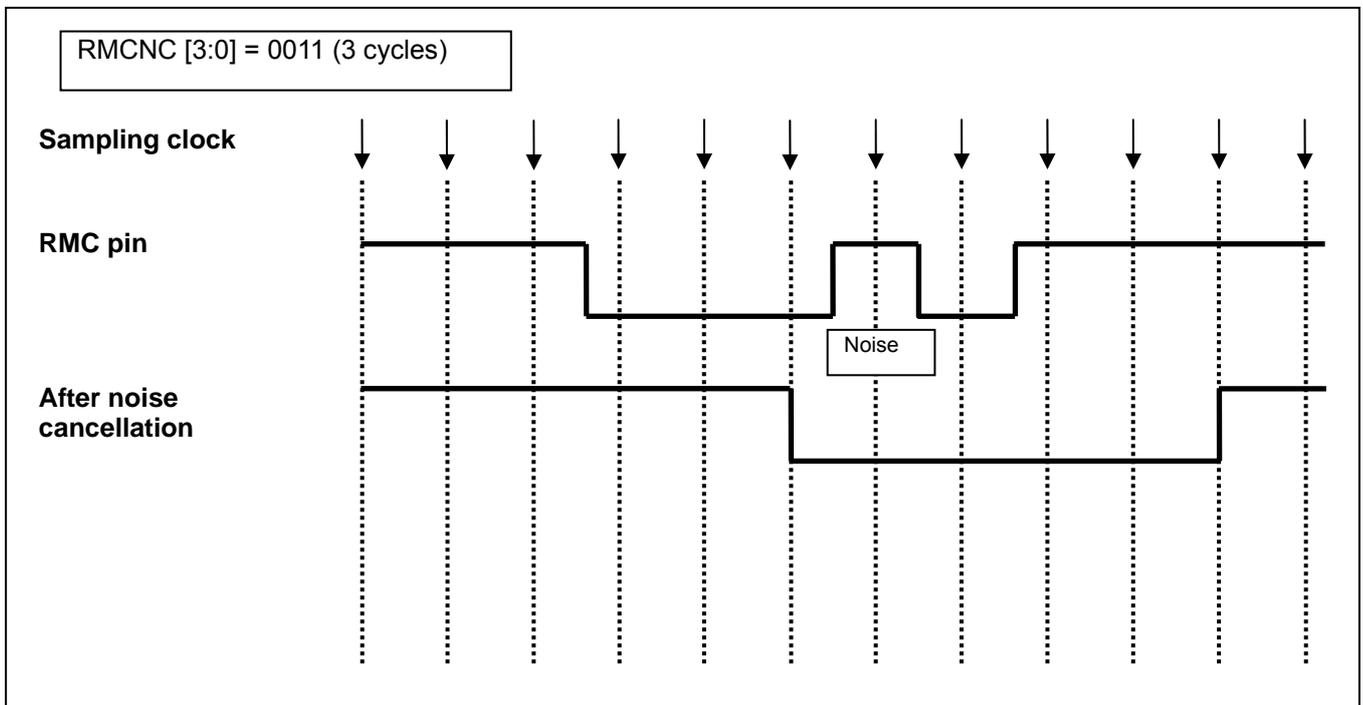 RMCNC [3:0] = 0011 (3 cycles)
Sampling clock
RMC pin
Noise
After noise
cancellation